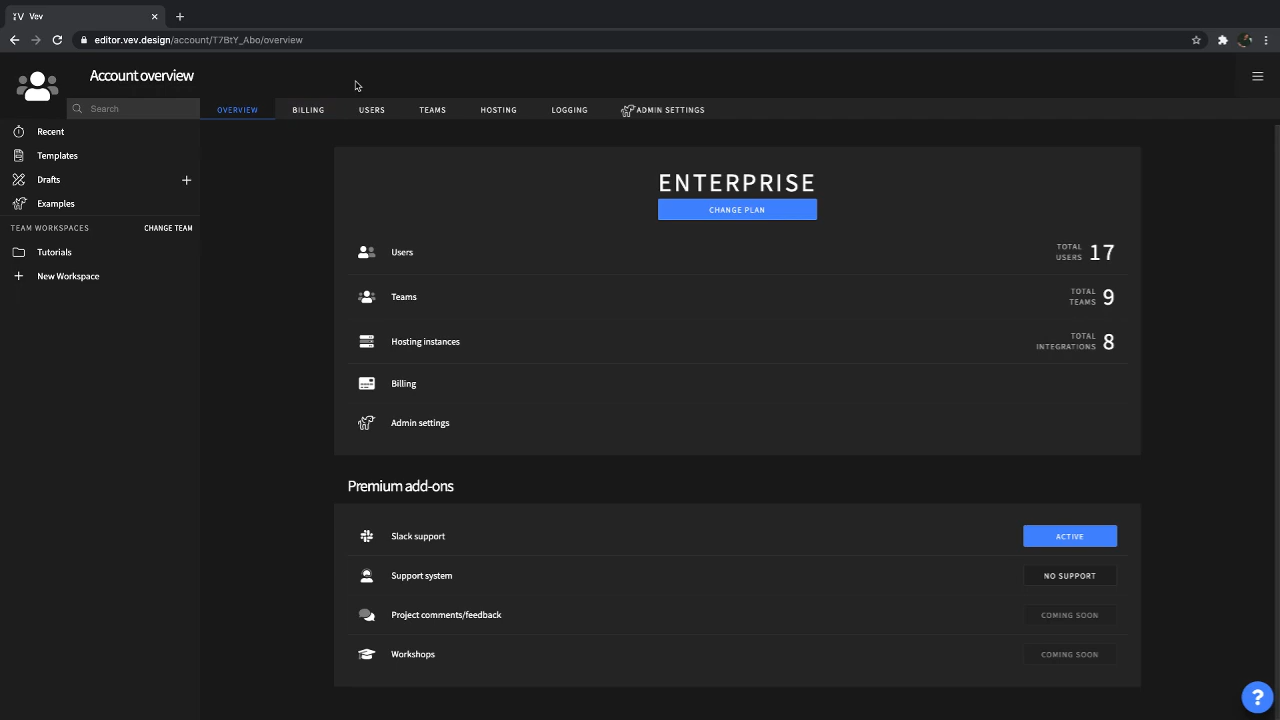 Vev
editor.vev.design/account/T7BtY_Abo/overview
Account overview
Search
OVERVIEW
BILLING
USERS
TEAMS
HOSTING
LOGGING
ADMIN SETTINGS
Recent
Templates
Drafts
Examples
TEAM WORKSPACES
CHANGE TEAM
Tutorials
New Workspace
ENTERPRISE
CHANGE PLAN
Users
TOTAL
USERS 17
Teams
TOTAL
TEAMS 9
Hosting instances
TOTAL
INTEGRATIONS 8
Billing
Admin settings
Premium add-ons
Slack support
ACTIVE
Support system
NO SUPPORT
Project comments/feedback
COMING SOON
Workshops
COMING SOON
?